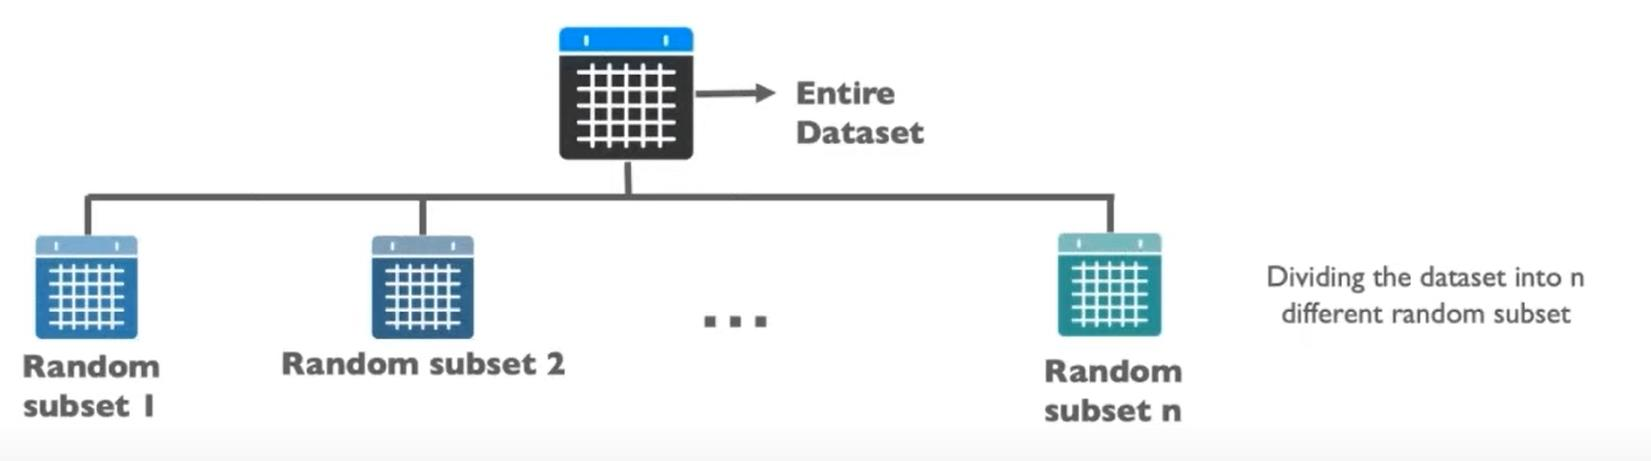 Entire
Dataset
Random
subset 1
Random subset 2
...
Random
subset n
Dividing the dataset into n
different random subset